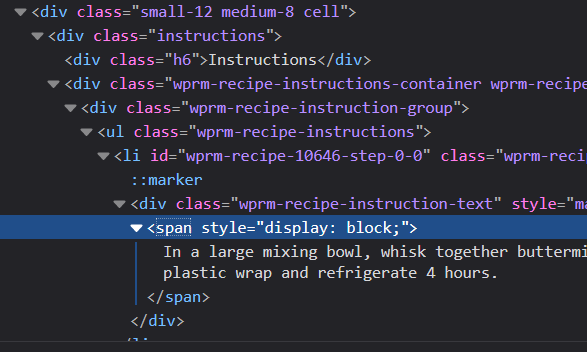 <div class="small-12 medium-8 cell">
<div class="instructions">
<div class="h6">Instructions</div>
<div class="wprm-recipe-instructions-container wprm-recipe
<div class="wprm-recipe-instruction-group">
<ul class="wprm-recipe-instructions">
<li id="wprm-recipe-10646-step-0-0" class="wprm-reci
::marker
<div class="wprm-recipe-instruction-text" style="ma
<span style="display: block;">
In a large mixing bowl, whisk together buttermi
plastic wrap and refrigerate 4 hours.
</span>
</div>